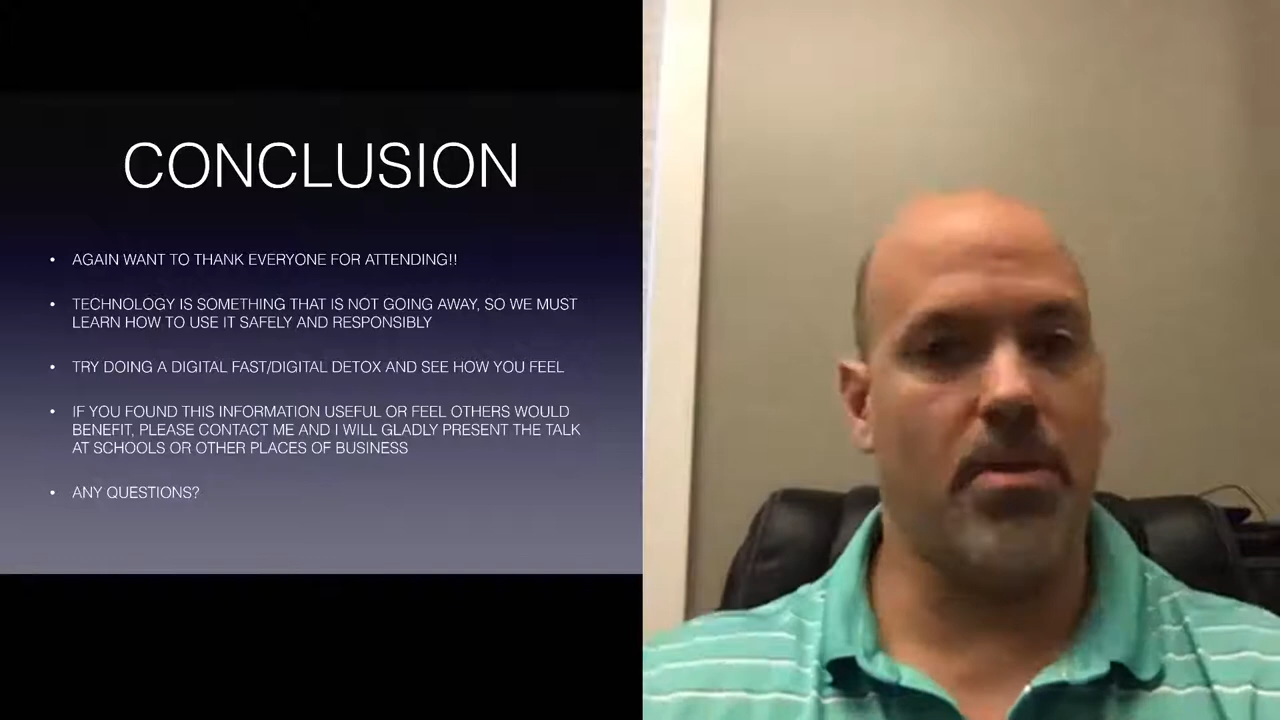 CONCLUSION
• AGAIN WANT TO THANK EVERYONE FOR ATTENDING!!
• TECHNOLOGY IS SOMETHING THAT IS NOT GOING AWAY, SO WE MUST
LEARN HOW TO USE IT SAFELY AND RESPONSIBLY
• TRY DOING A DIGITAL FAST/DIGITAL DETOX AND SEE HOW YOU FEEL
• IF YOU FOUND THIS INFORMATION USEFUL OR FEEL OTHERS WOULD
BENEFIT, PLEASE CONTACT ME AND I WILL GLADLY PRESENT THE TALK
AT SCHOOLS OR OTHER PLACES OF BUSINESS
• ANY QUESTIONS?